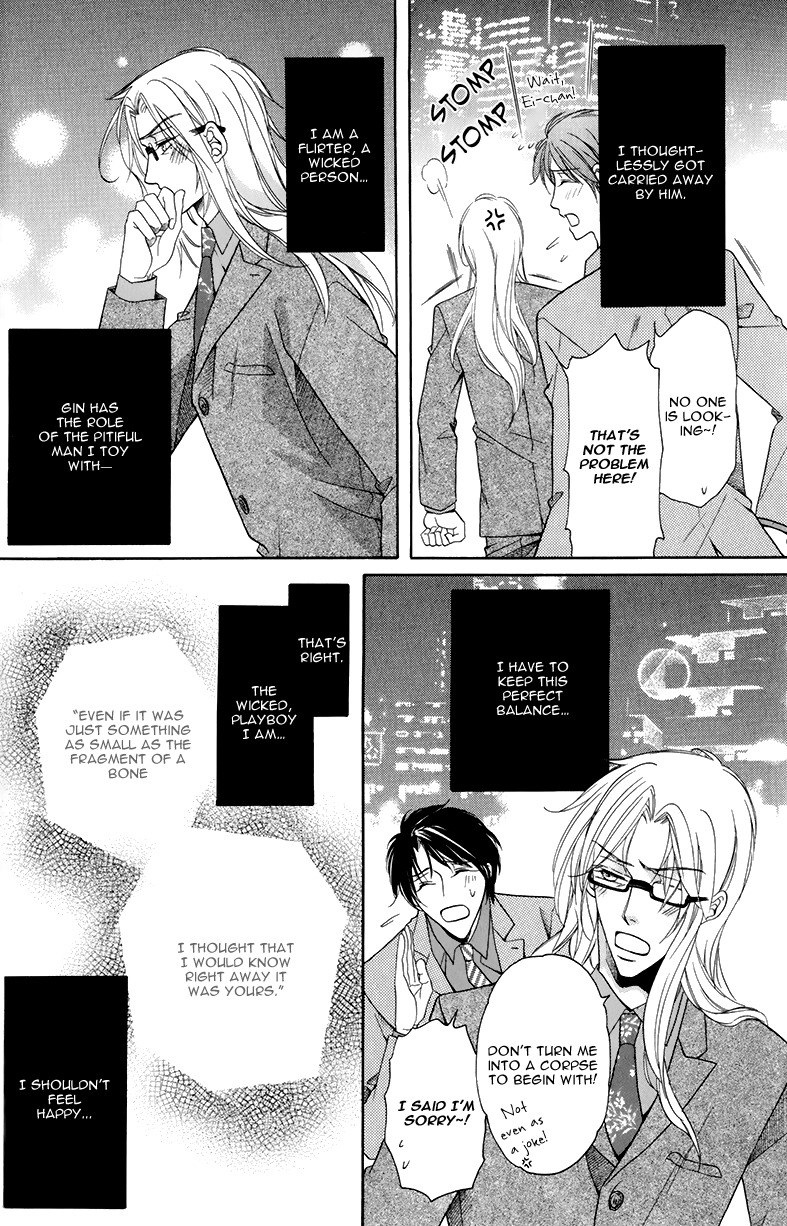 I THOUGHT-
LESSLY GOT
CARRIED AWAY
BY HIM.
Wait,
Ei-chan!
STOMP
STOMP
NO ONE
IS LOOK-
ING~!
THAT'S
NOT THE
PROBLEM
HERE!
I AM A
FLIRTER, A
WICKED
PERSON...
GIN HAS
THE ROLE
OF THE PITIFUL
MAN I TOY
WITH—
I HAVE TO
KEEP THIS
PERFECT
BALANCE...
DON'T TURN ME
INTO A CORPSE
TO BEGIN WITH!
Not
even as
a joke!
I SAID I'M
SORRY~!
THAT'S
RIGHT.
THE
WICKED,
PLAYBOY
I AM...
"EVEN IF IT WAS
JUST SOMETHING
AS SMALL AS THE
FRAGMENT OF A
BONE
I THOUGHT THAT
I WOULD KNOW
RIGHT AWAY IT
WAS YOURS."
I SHOULDN'T
FEEL
HAPPY...